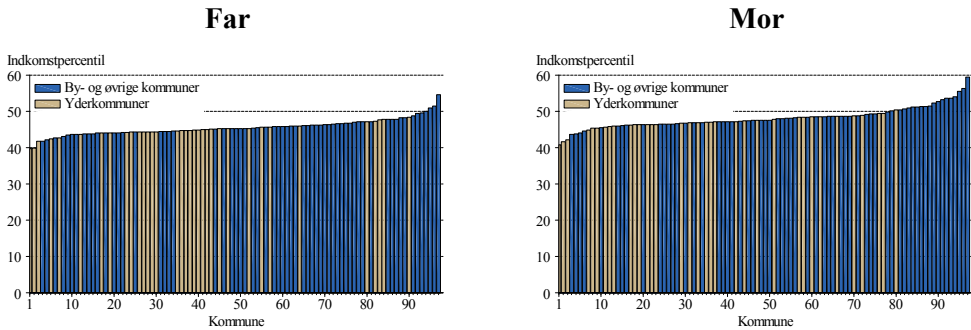 Far
Indkomstpercentil
60
By- og øvrige kommuner
Yderkommuner
50
40
30
20
10
0
1 10 20 30 40 50 60 70 80 90
Kommune
Mor
Indkomstpercentil
60
By- og øvrige kommuner
Yderkommuner
50
40
30
20
10
0
1 10 20 30 40 50 60 70 80 90
Kommune